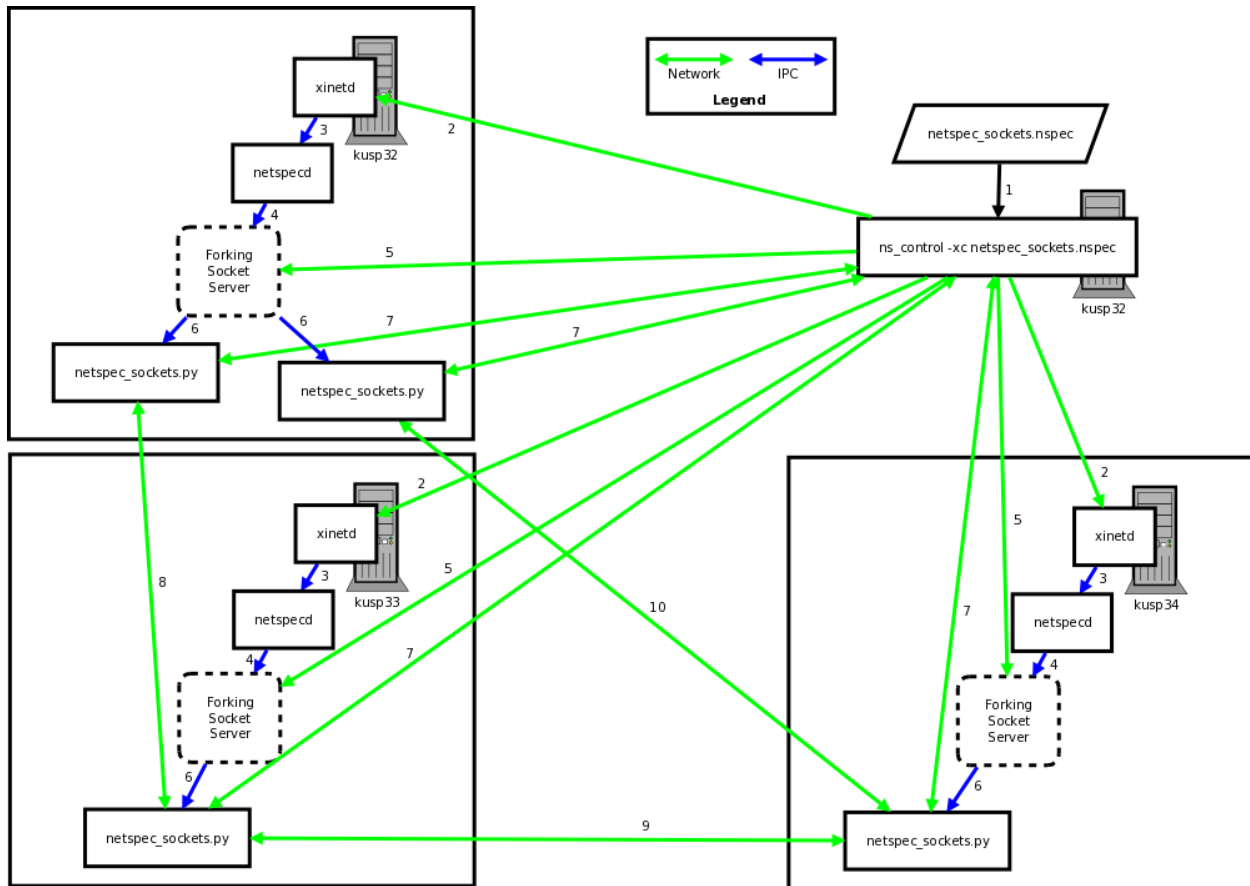 xinetd
3
kusp32
netspecd
4
Forking
Socket
Server
6
6
netspec_sockets.py
netspec_sockets.py
Network
IPC
Legend
netspec_sockets.nspec
1
ns_control -xc netspec_sockets.nspec
kusp32
2
5
7
7
2
5
7
8
10
xinetd
3
kusp33
netspecd
4
Forking
Socket
Server
6
netspec_sockets.py
9
2
5
7
xinetd
3
kusp34
netspecd
4
Forking
Socket
Server
6
netspec_sockets.py